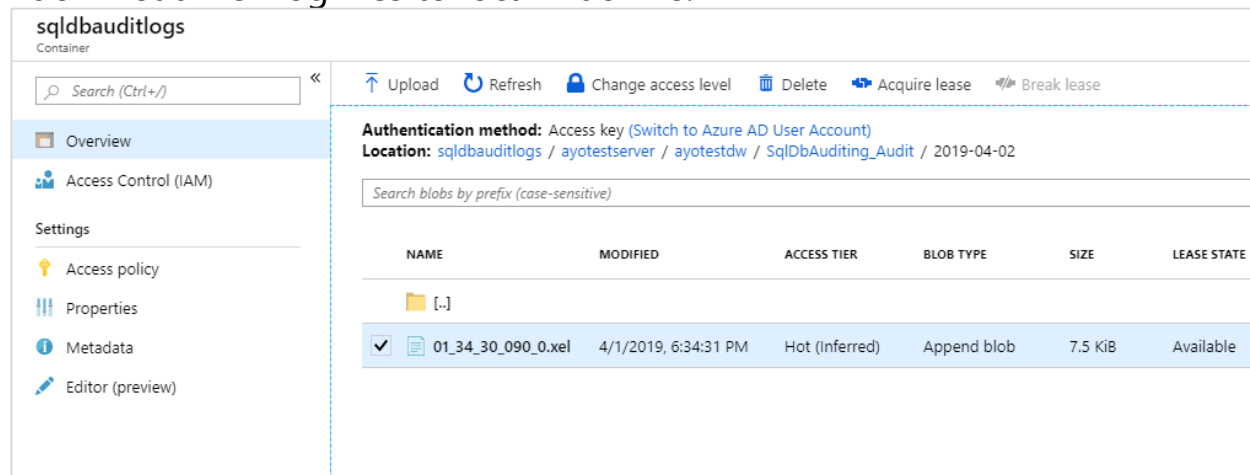 sqldbauditlogs
Container
Search (Ctrl+/)
«
Upload Refresh Change access level Delete Acquire lease Break lease
Overview
Access Control (IAM)
Settings
Access policy
Properties
Metadata
Editor (preview)
Authentication method: Access key (Switch to Azure AD User Account)
Location: sqldbauditlogs / ayotestserver / ayotestdw / SqlDbAuditing_Audit / 2019-04-02
Search blobs by prefix (case-sensitive)
NAME MODIFIED ACCESS TIER BLOB TYPE SIZE LEASE STATE
[..]
01_34_30_090_0.xel 4/1/2019, 6:34:31 PM Hot (Inferred) Append blob 7.5 KiB Available